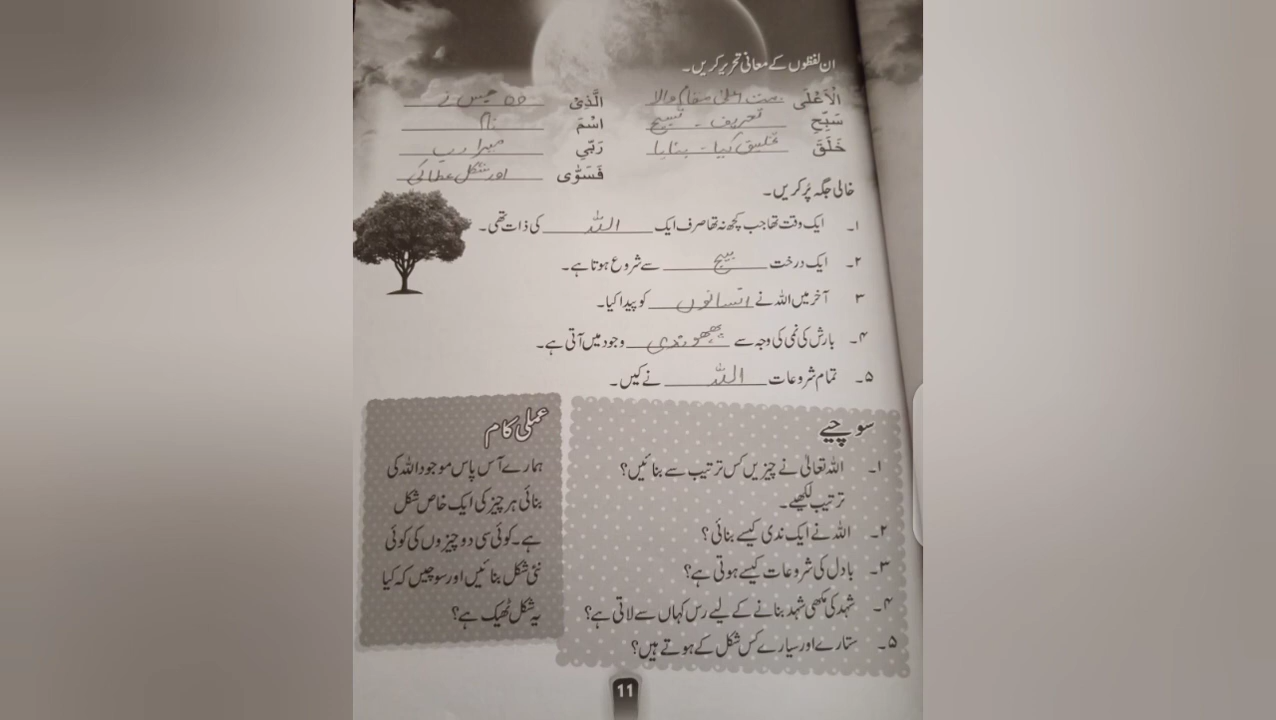 ان لفظوں کے معانی تحریر کریں۔
الْاَعْلَى بہت اعلیٰ مقام والا الَّذِیْ وہ جس نے
سَبِّحِ تعریف - تسبیح اسْمَ نام
خَلَقَ تخلیق کیا - بنایا رَبِّي میرا رب
فَسَوّٰى اور شکل عطا کی
خالی جگہ پُر کریں۔
۱۔ ایک وقت تھا جب کچھ نہ تھا صرف ایک اللہ کی ذات تھی۔
۲۔ ایک درخت بیج سے شروع ہوتا ہے۔
۳ آخر میں اللہ نے انسانوں کو پیدا کیا۔
۴۔ بارش کی نمی کی وجہ سے پھپھوندی وجود میں آتی ہے۔
۵۔ تمام شروعات اللہ نے کیں۔
سوچیے
۱۔ اللہ تعالیٰ نے چیزیں کس ترتیب سے بنائیں؟
ترتیب لکھیے۔
۲۔ اللہ نے ایک ندی کیسے بنائی؟
۳۔ بادل کی شروعات کیسے ہوتی ہے؟
۴۔ شہد کی مکھی شہد بنانے کے لیے رس کہاں سے لاتی ہے؟
۵۔ ستارے اور سیارے کس شکل کے ہوتے ہیں؟
عملی کام
ہمارے آس پاس موجود اللہ کی
بنائی ہر چیز کی ایک خاص شکل
ہے۔ کوئی سی دو چیزوں کی کوئی
نئی شکل بنائیں اور سوچیں کہ کیا
یہ شکل ٹھیک ہے؟
11